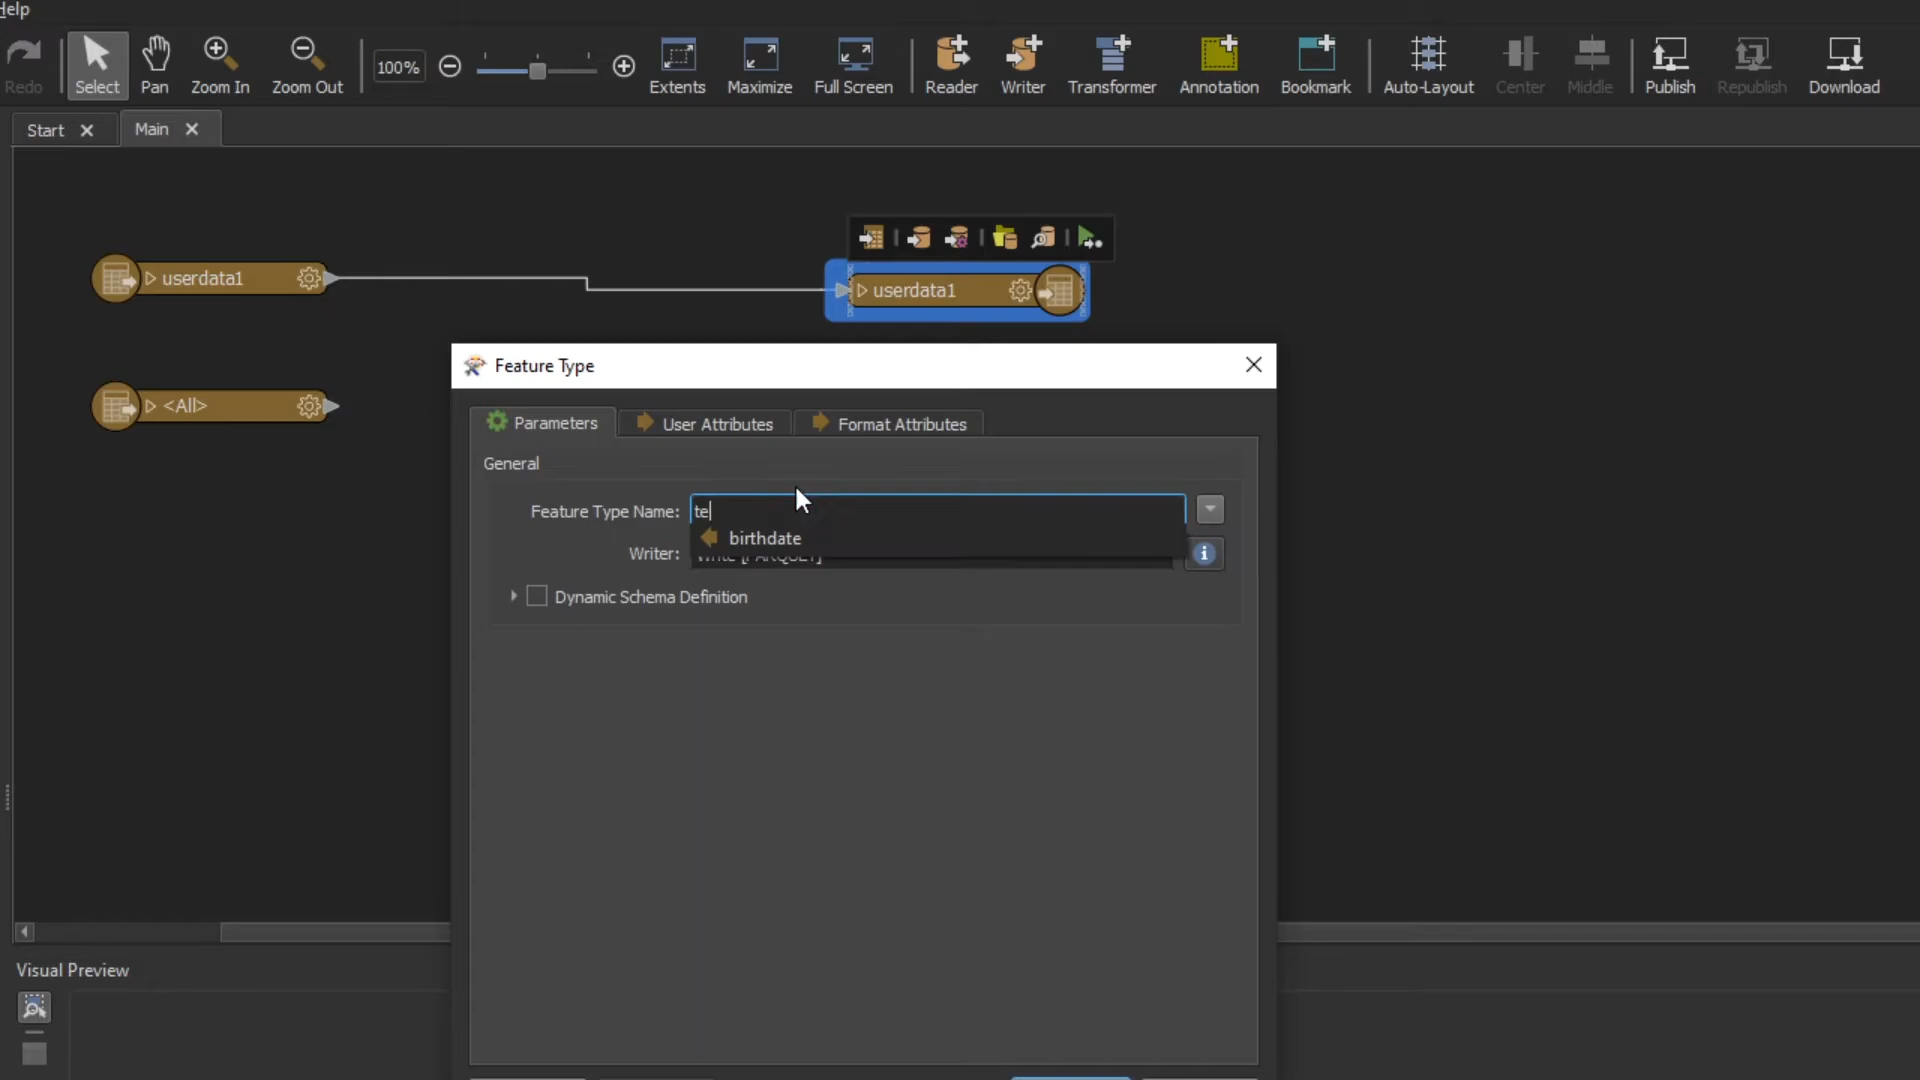 Help
Redo
Select
Pan
Zoom In
Zoom Out
100%
Extents
Maximize
Full Screen
Reader
Writer
Transformer
Annotation
Bookmark
Auto-Layout
Center
Middle
Publish
Republish
Download
Start
Main
userdata1
userdata1
<All>
Feature Type
Parameters
User Attributes
Format Attributes
General
Feature Type Name: te
birthdate
Writer: Write [PARQUET]
Dynamic Schema Definition
Visual Preview